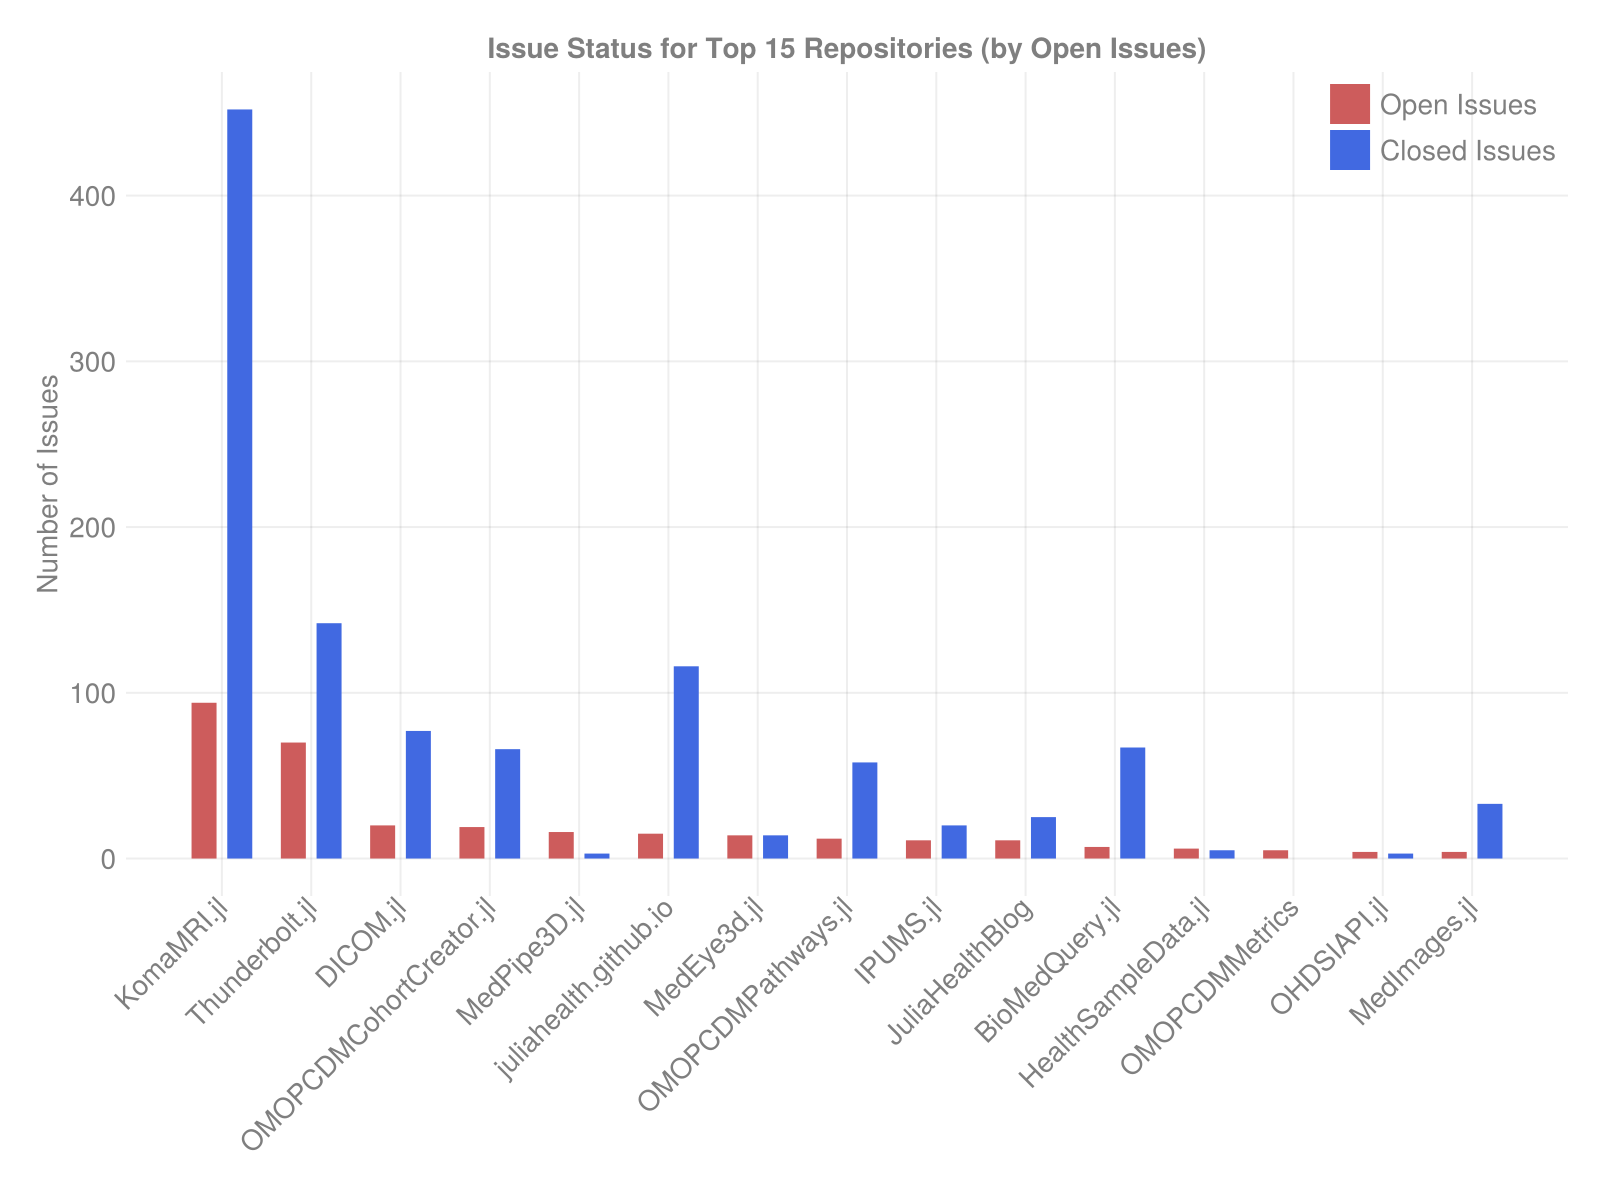 Issue Status for Top 15 Repositories (by Open Issues)
Open Issues
Closed Issues
Number of Issues
400
300
200
100
0
KomaMRI.jl
Thunderbolt.jl
DICOM.jl
OMOPCDMCohortCreator.jl
MedPipe3D.jl
juliahealth.github.io
MedEye3d.jl
OMOPCDMPathways.jl
IPUMS.jl
JuliaHealthBlog
BioMedQuery.jl
HealthSampleData.jl
OMOPCDMMetrics
OHDSIAPI.jl
MedImages.jl